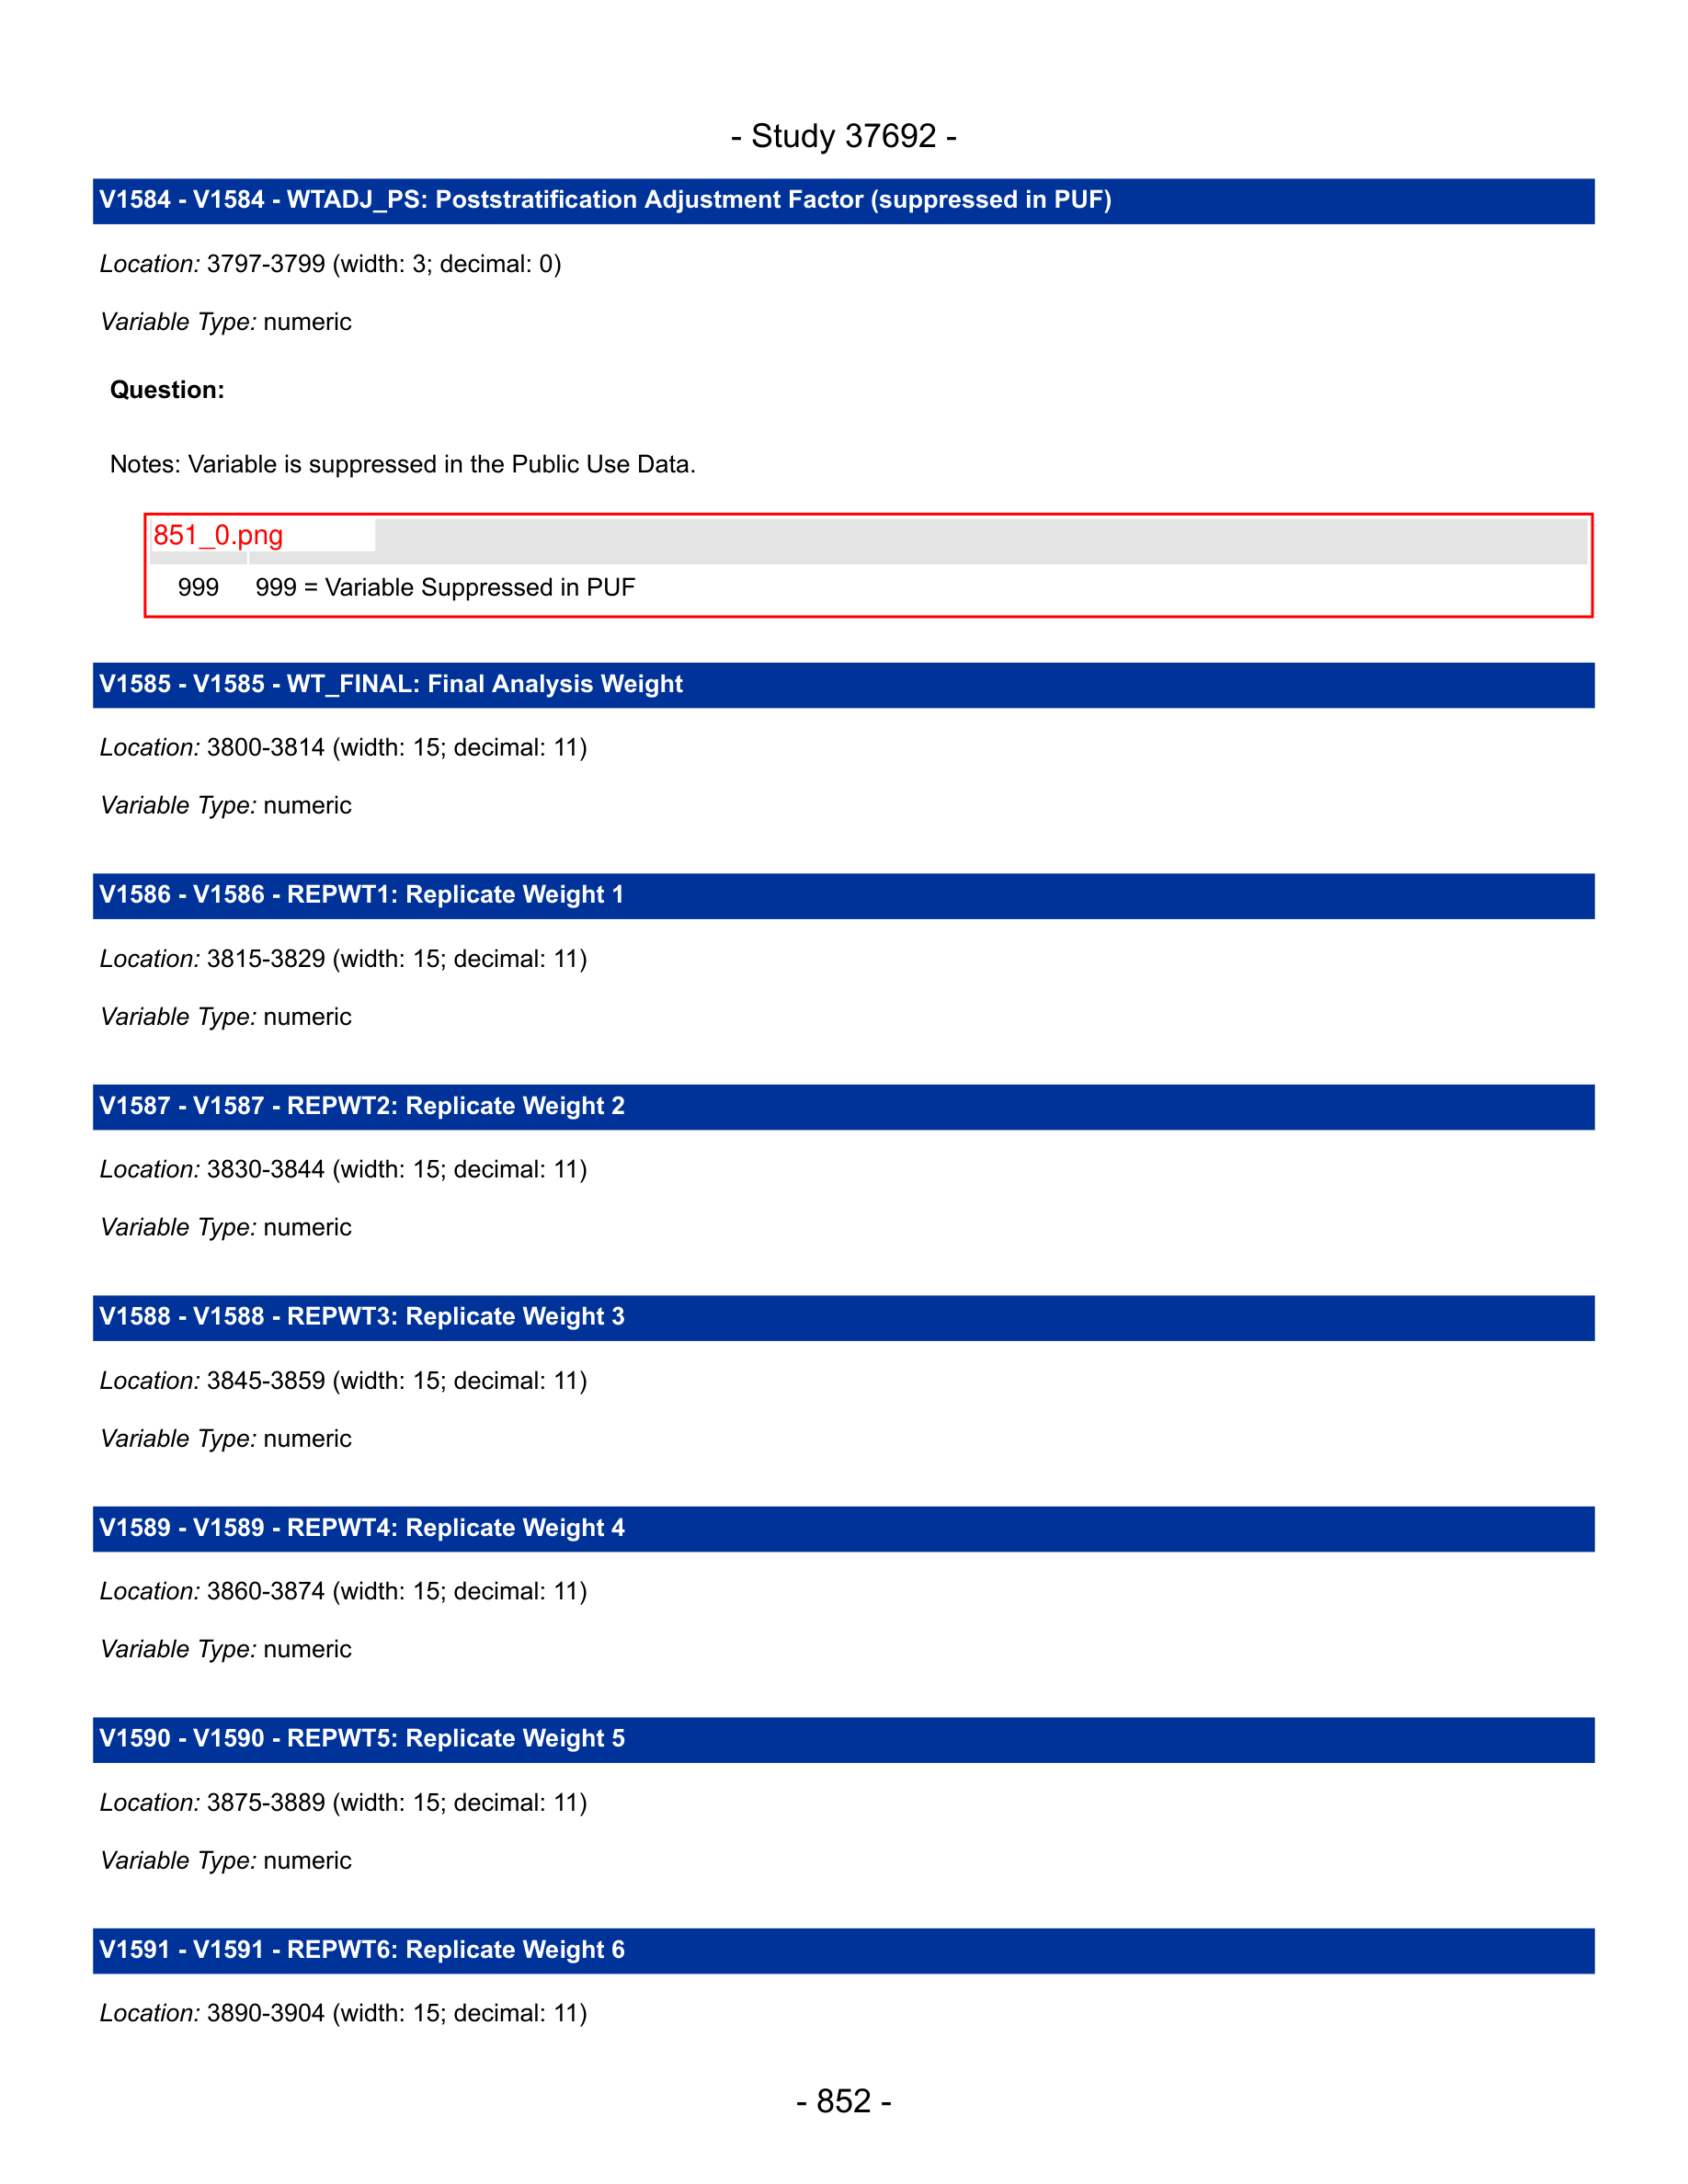 - Study 37692 -
V1584 - V1584 - WTADJ_PS: Poststratification Adjustment Factor (suppressed in PUF)
Location: 3797-3799 (width: 3; decimal: 0)
Variable Type: numeric
Question:
Notes: Variable is suppressed in the Public Use Data.
851_0.png
999 999 = Variable Suppressed in PUF
V1585 - V1585 - WT_FINAL: Final Analysis Weight
Location: 3800-3814 (width: 15; decimal: 11)
Variable Type: numeric
V1586 - V1586 - REPWT1: Replicate Weight 1
Location: 3815-3829 (width: 15; decimal: 11)
Variable Type: numeric
V1587 - V1587 - REPWT2: Replicate Weight 2
Location: 3830-3844 (width: 15; decimal: 11)
Variable Type: numeric
V1588 - V1588 - REPWT3: Replicate Weight 3
Location: 3845-3859 (width: 15; decimal: 11)
Variable Type: numeric
V1589 - V1589 - REPWT4: Replicate Weight 4
Location: 3860-3874 (width: 15; decimal: 11)
Variable Type: numeric
V1590 - V1590 - REPWT5: Replicate Weight 5
Location: 3875-3889 (width: 15; decimal: 11)
Variable Type: numeric
V1591 - V1591 - REPWT6: Replicate Weight 6
Location: 3890-3904 (width: 15; decimal: 11)
- 852 -